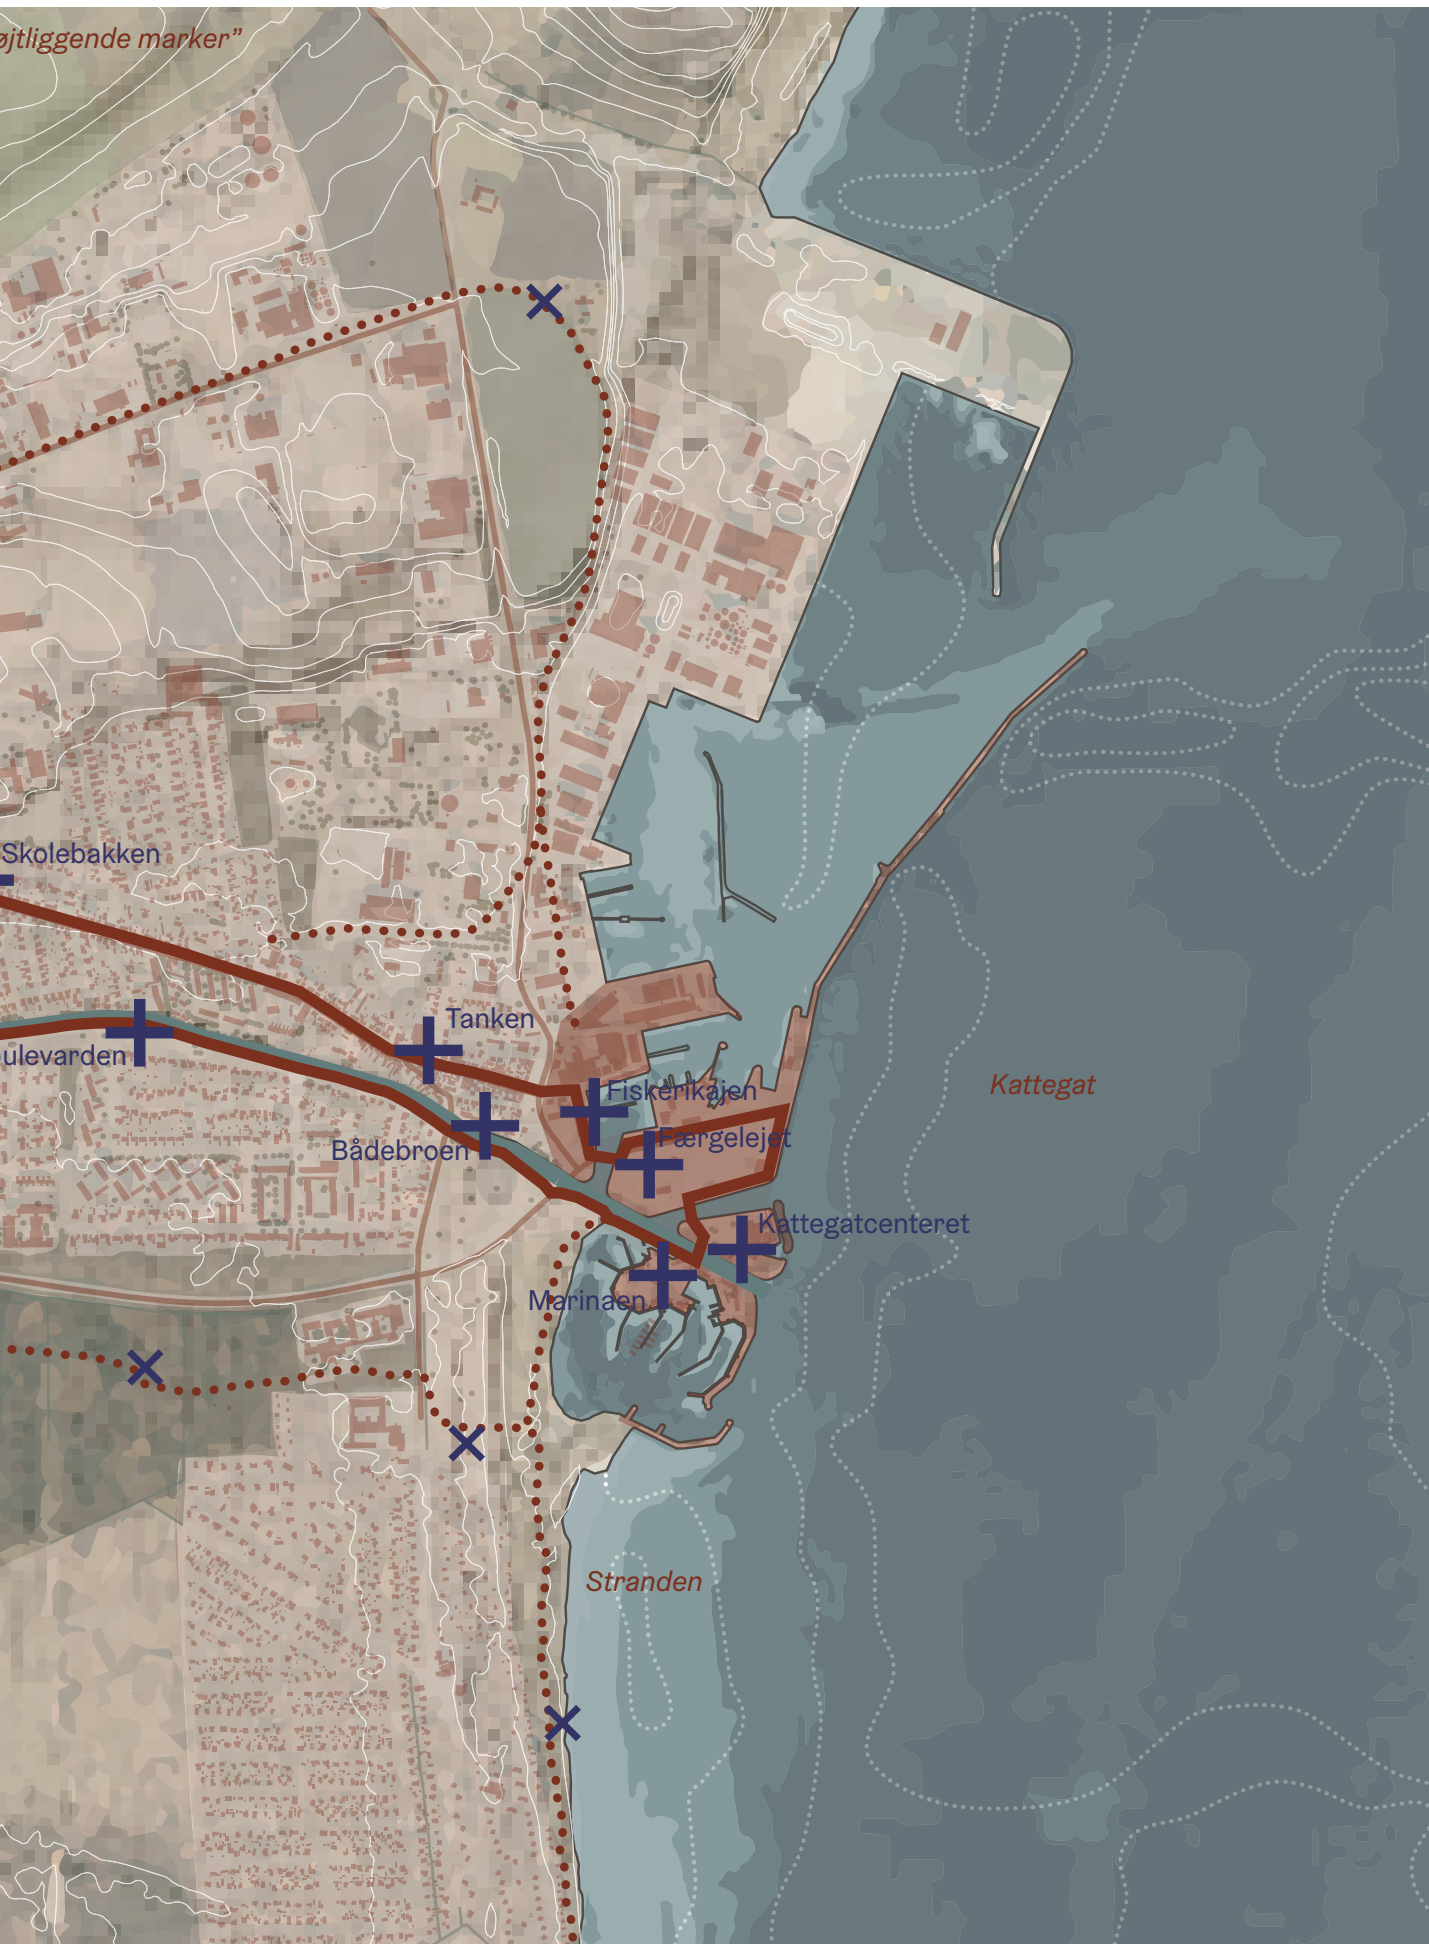 øjtliggende marker”
Skolebakken
Tanken
ulevarden
Fiskerikajen
Kattegat
Færgelejet
Bådebroen
Kattegatcenteret
Marinaen
Stranden